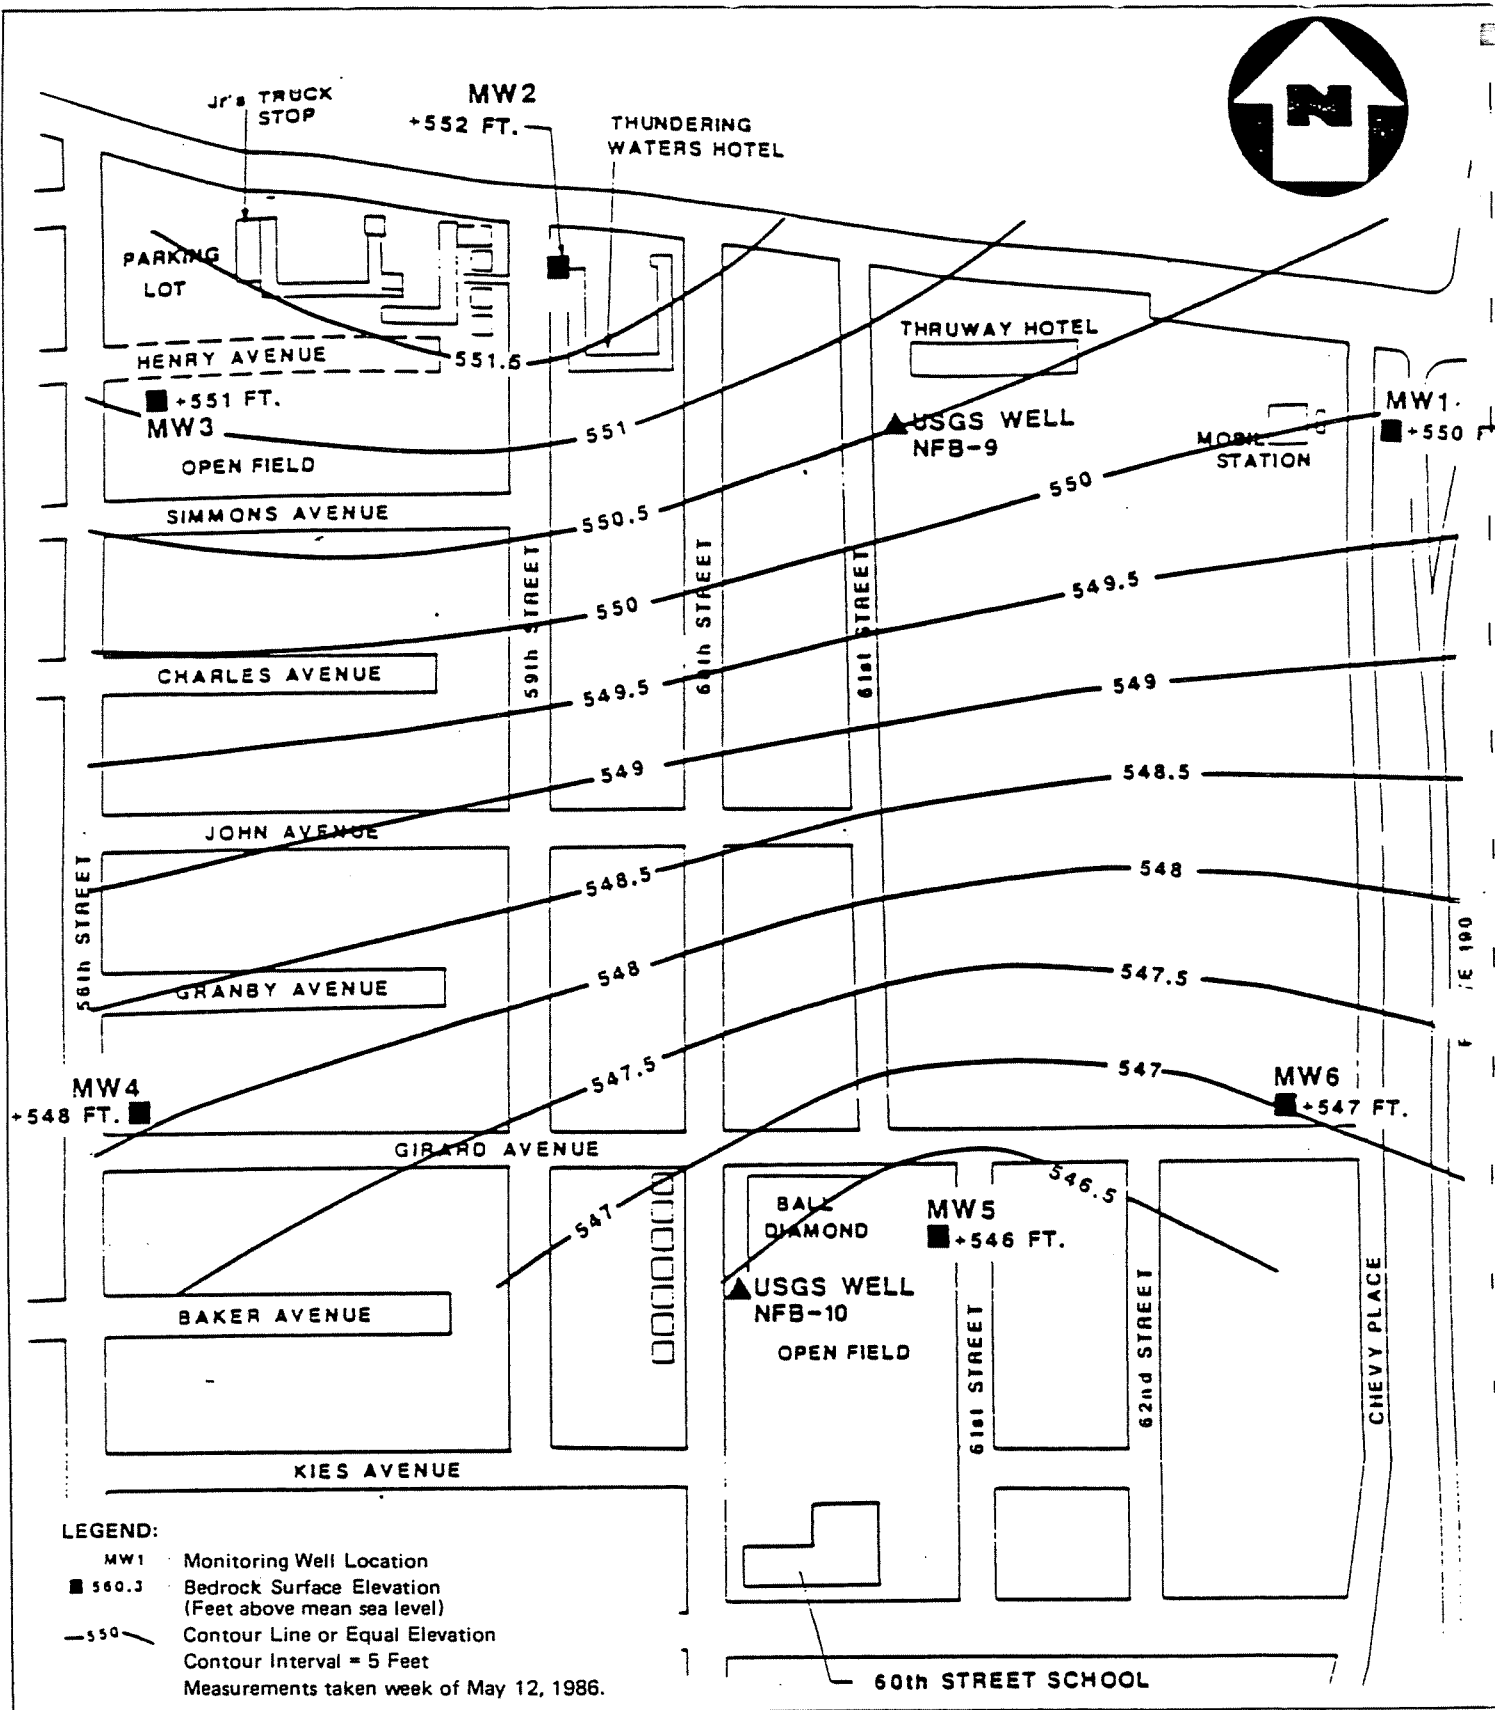 N
Jr's TRUCK
STOP
MW2
+552 FT.
THUNDERING
WATERS HOTEL
PARKING
LOT
HENRY AVENUE
551.5
THRUWAY HOTEL
+551 FT.
MW3
551
USGS WELL
NFB-9
MW1
+550
MOBIL
STATION
OPEN FIELD
550
SIMMONS AVENUE
550.5
59th STREET
60th STREET
61st STREET
550
549.5
CHARLES AVENUE
549.5
549
549
548.5
JOHN AVENUE
548.5
548
56th STREET
GRANBY AVENUE
548
547.5
190
MW4
+548 FT.
547.5
547
MW6
+547 FT.
GIRARD AVENUE
546.5
547
BALL
DIAMOND
MW5
+546 FT.
USGS WELL
NFB-10
BAKER AVENUE
OPEN FIELD
61st STREET
62nd STREET
CHEVY PLACE
KIES AVENUE
LEGEND:
MW1 Monitoring Well Location
560.3 Bedrock Surface Elevation
(Feet above mean sea level)
550 Contour Line or Equal Elevation
Contour Interval = 5 Feet
Measurements taken week of May 12, 1986.
60th STREET SCHOOL